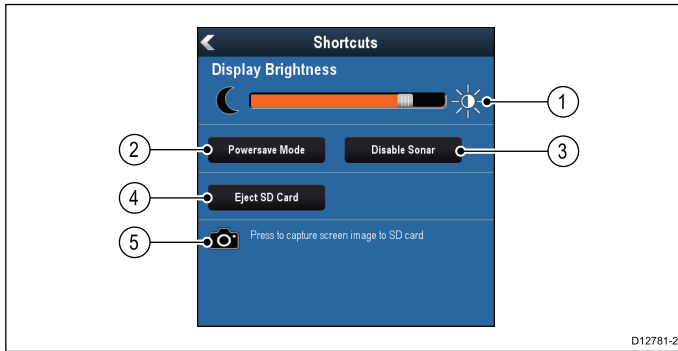 Shortcuts
Display Brightness
1
2
Powersave Mode
Disable Sonar
3
4
Eject SD Card
5
Press to capture screen image to SD card
D12781-2